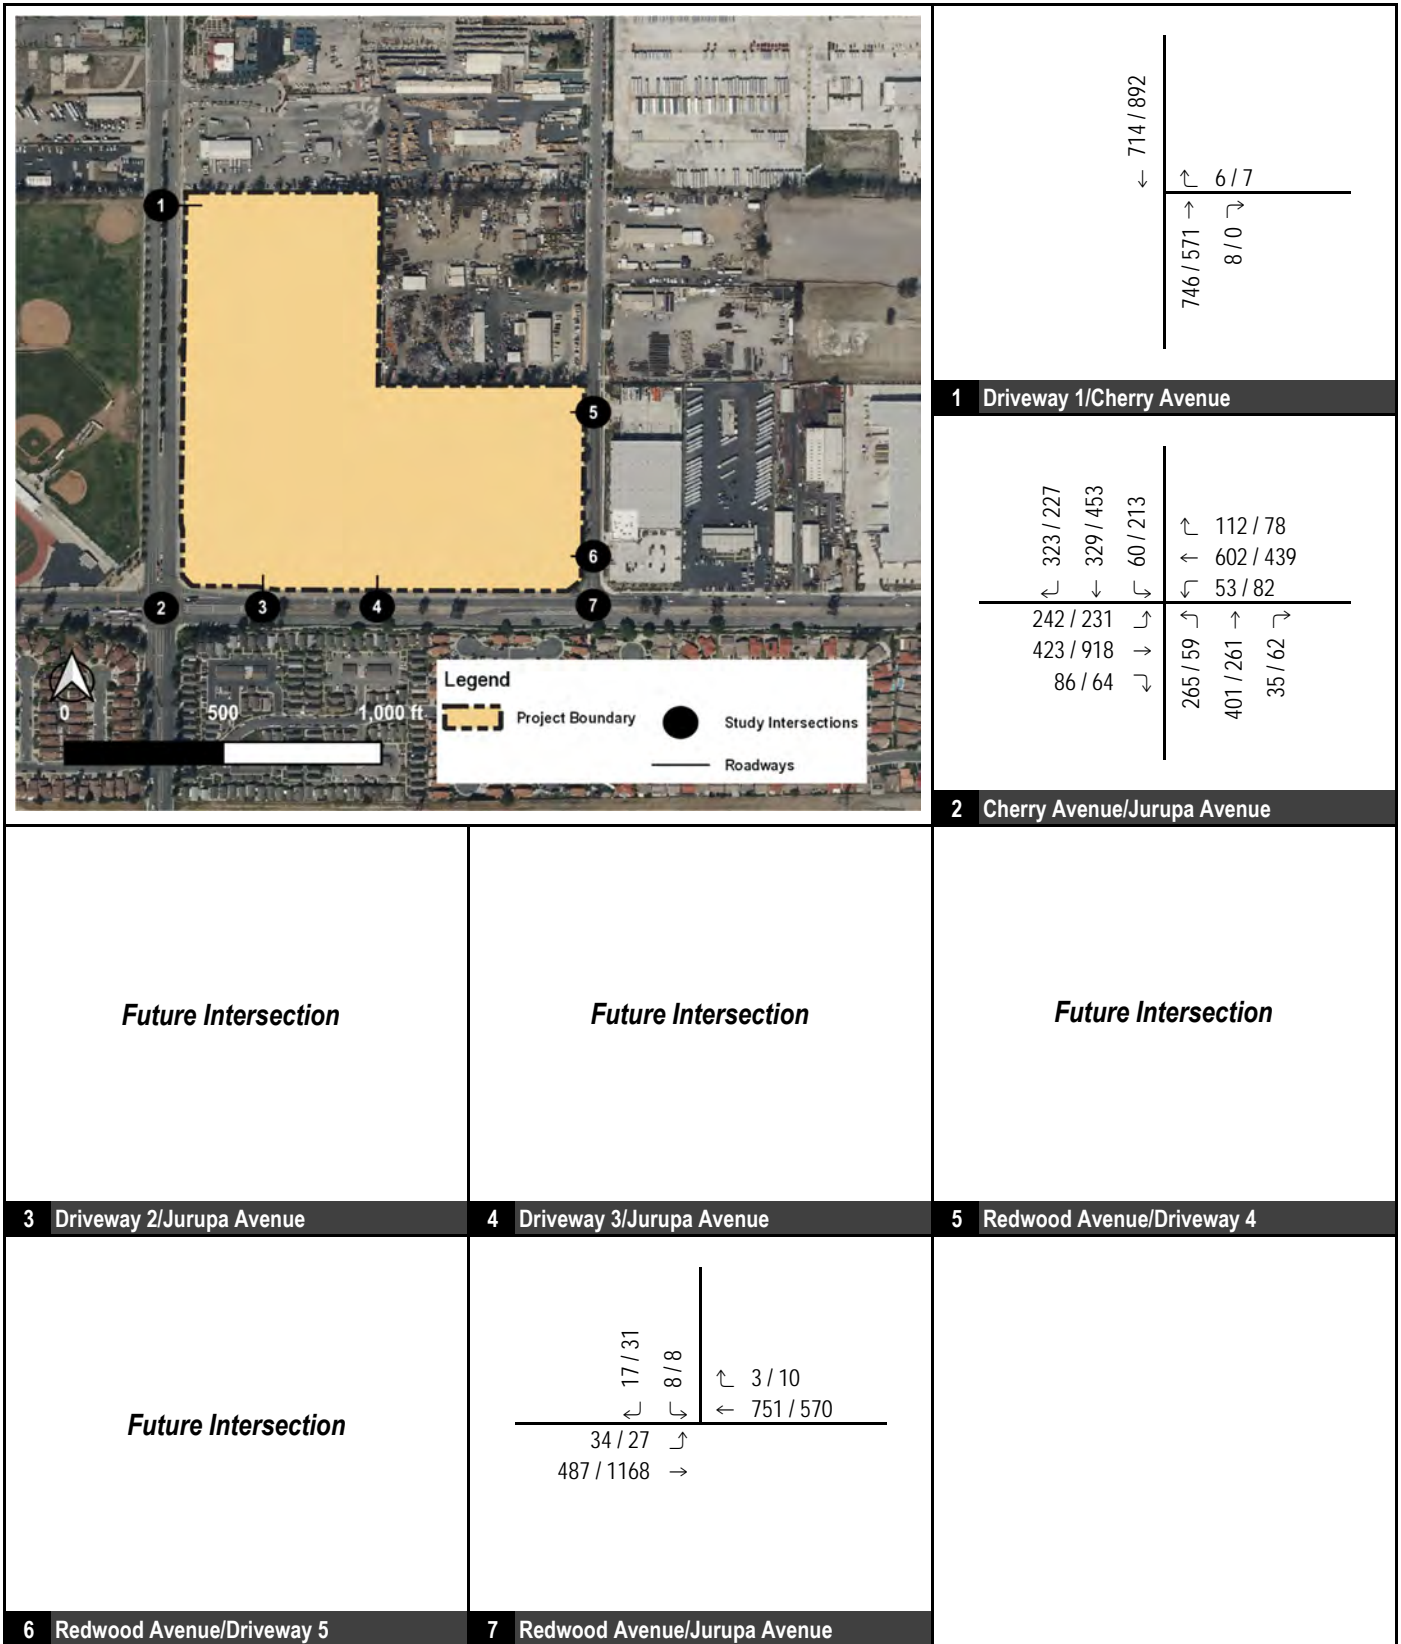 1
2
3
4
5
6
7
0 500 1,000 ft
Legend
Project Boundary
Study Intersections
Roadways
714 / 892
6 / 7
746 / 571
8 / 0
1 Driveway 1/Cherry Avenue
323 / 227
329 / 453
60 / 213
112 / 78
602 / 439
53 / 82
242 / 231
423 / 918
86 / 64
265 / 59
401 / 261
35 / 62
2 Cherry Avenue/Jurupa Avenue
Future Intersection
3 Driveway 2/Jurupa Avenue
Future Intersection
4 Driveway 3/Jurupa Avenue
Future Intersection
5 Redwood Avenue/Driveway 4
Future Intersection
6 Redwood Avenue/Driveway 5
17 / 31
8 / 8
3 / 10
751 / 570
34 / 27
487 / 1168
7 Redwood Avenue/Jurupa Avenue